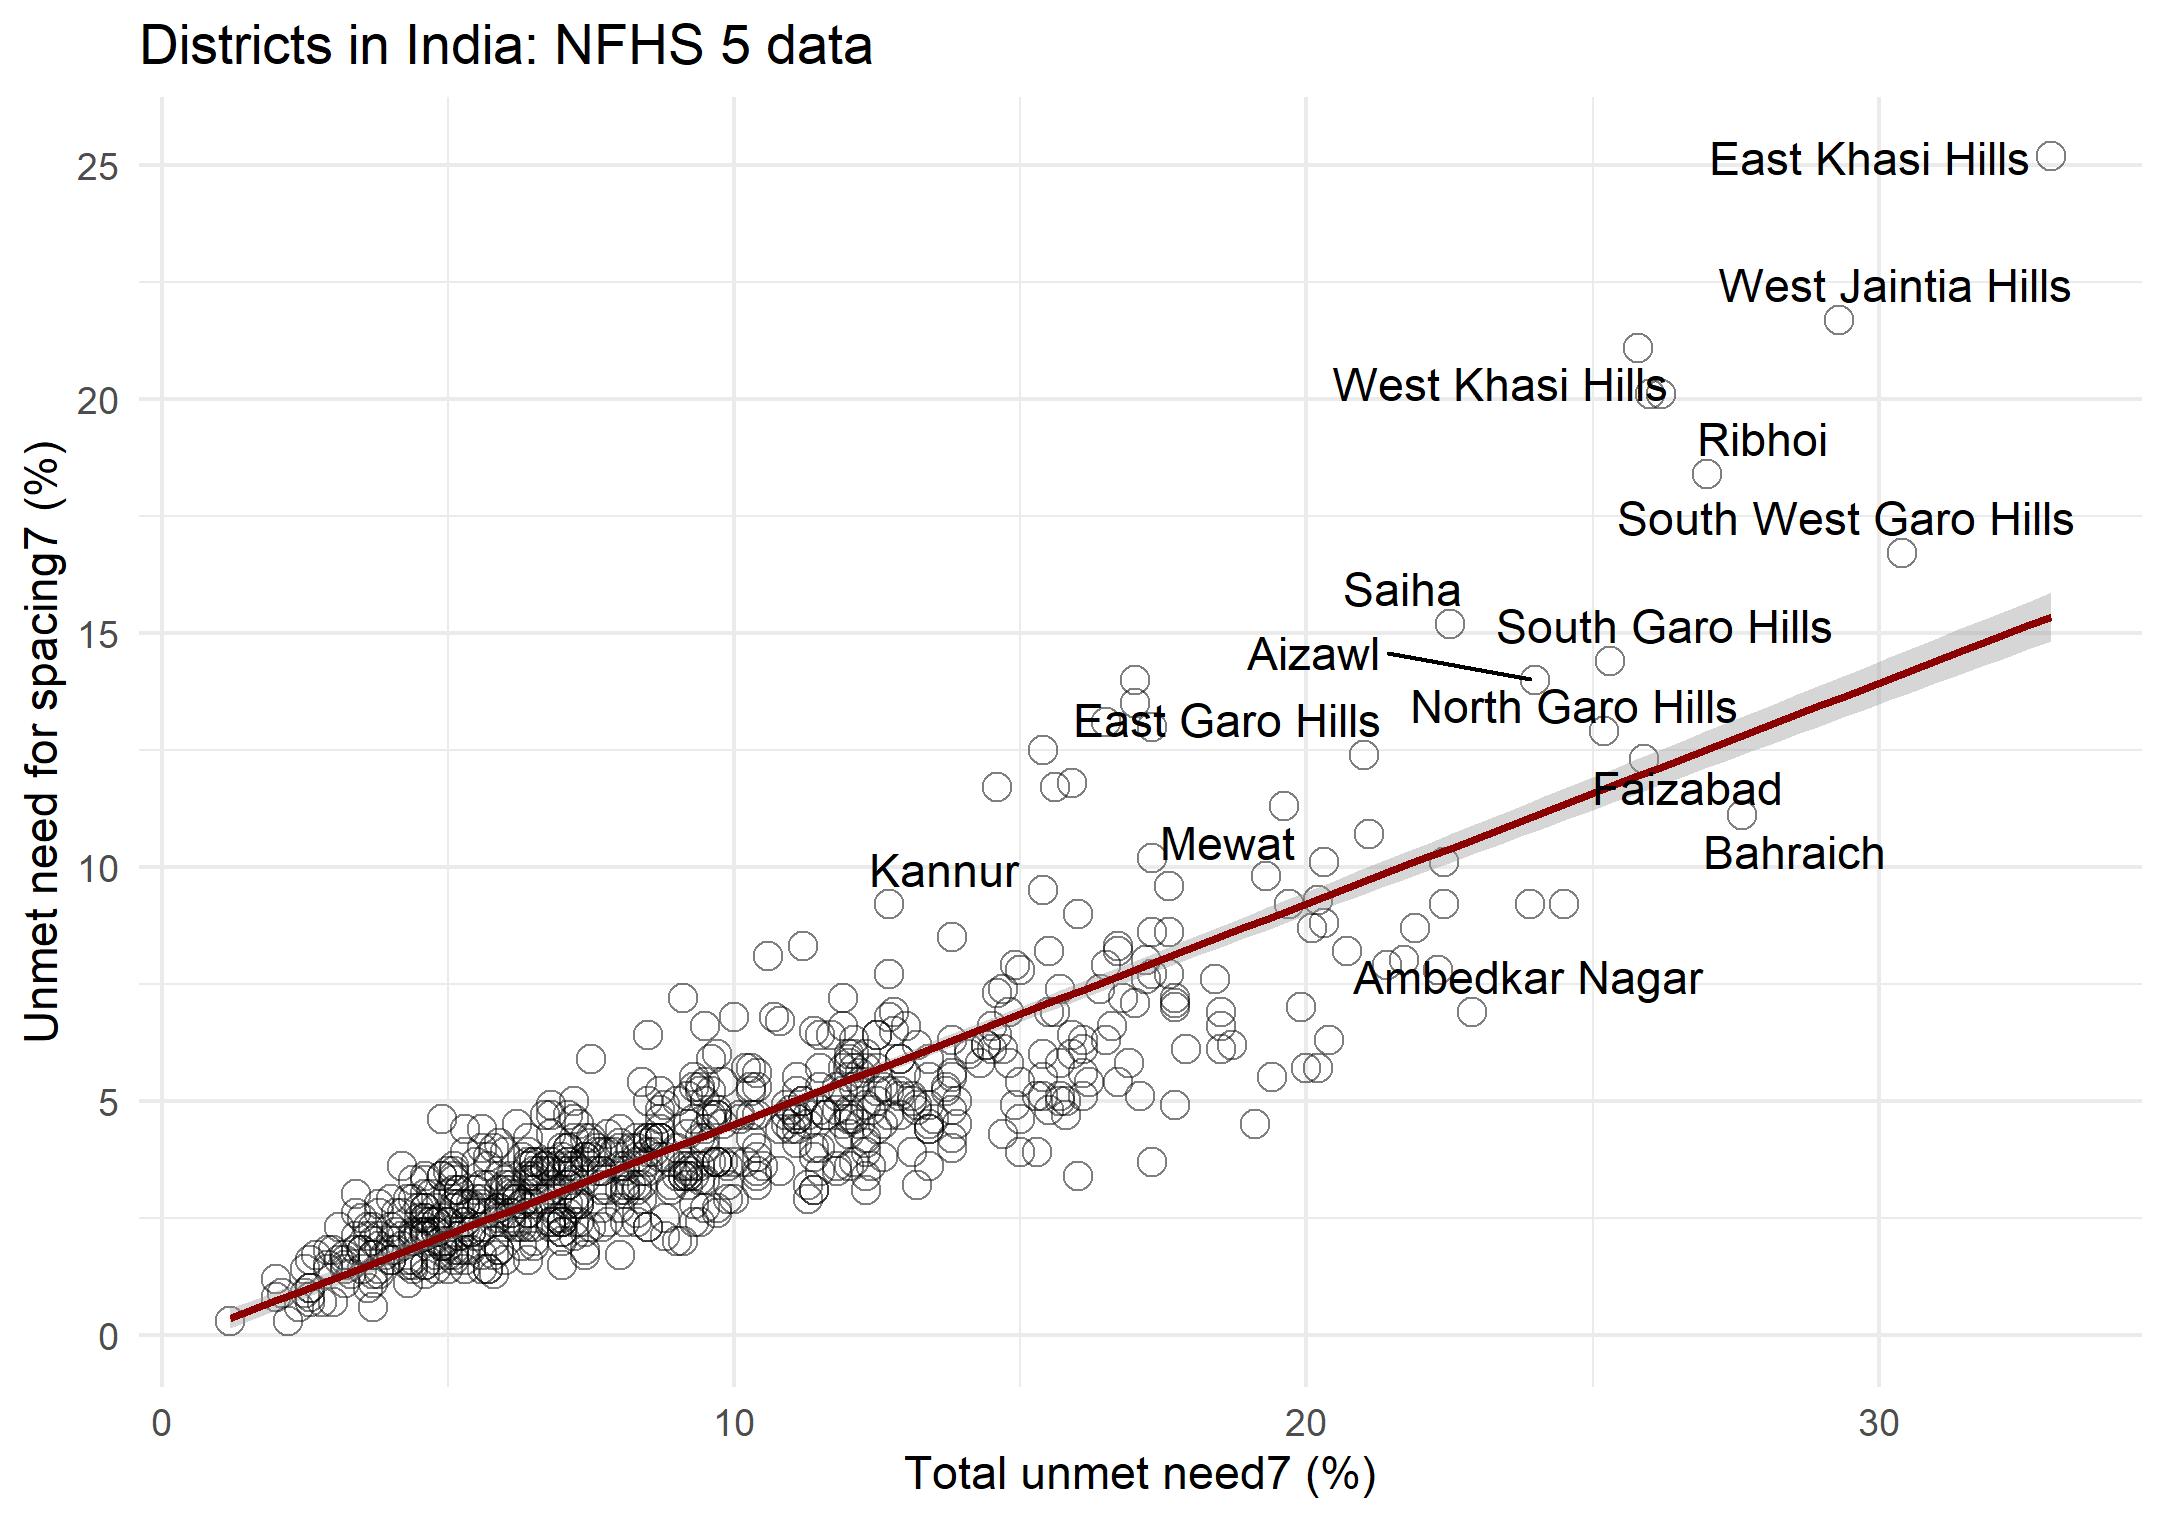 Districts in India: NFHS 5 data
Unmet need for spacing7 (%)
25
20
15
10
5
0
East Khasi Hills
West Jaintia Hills
West Khasi Hills
Ribhoi
South West Garo Hills
Saiha
South Garo Hills
Aizawl
North Garo Hills
East Garo Hills
Faizabad
Mewat
Bahraich
Kannur
Ambedkar Nagar
0
10
20
30
Total unmet need7 (%)